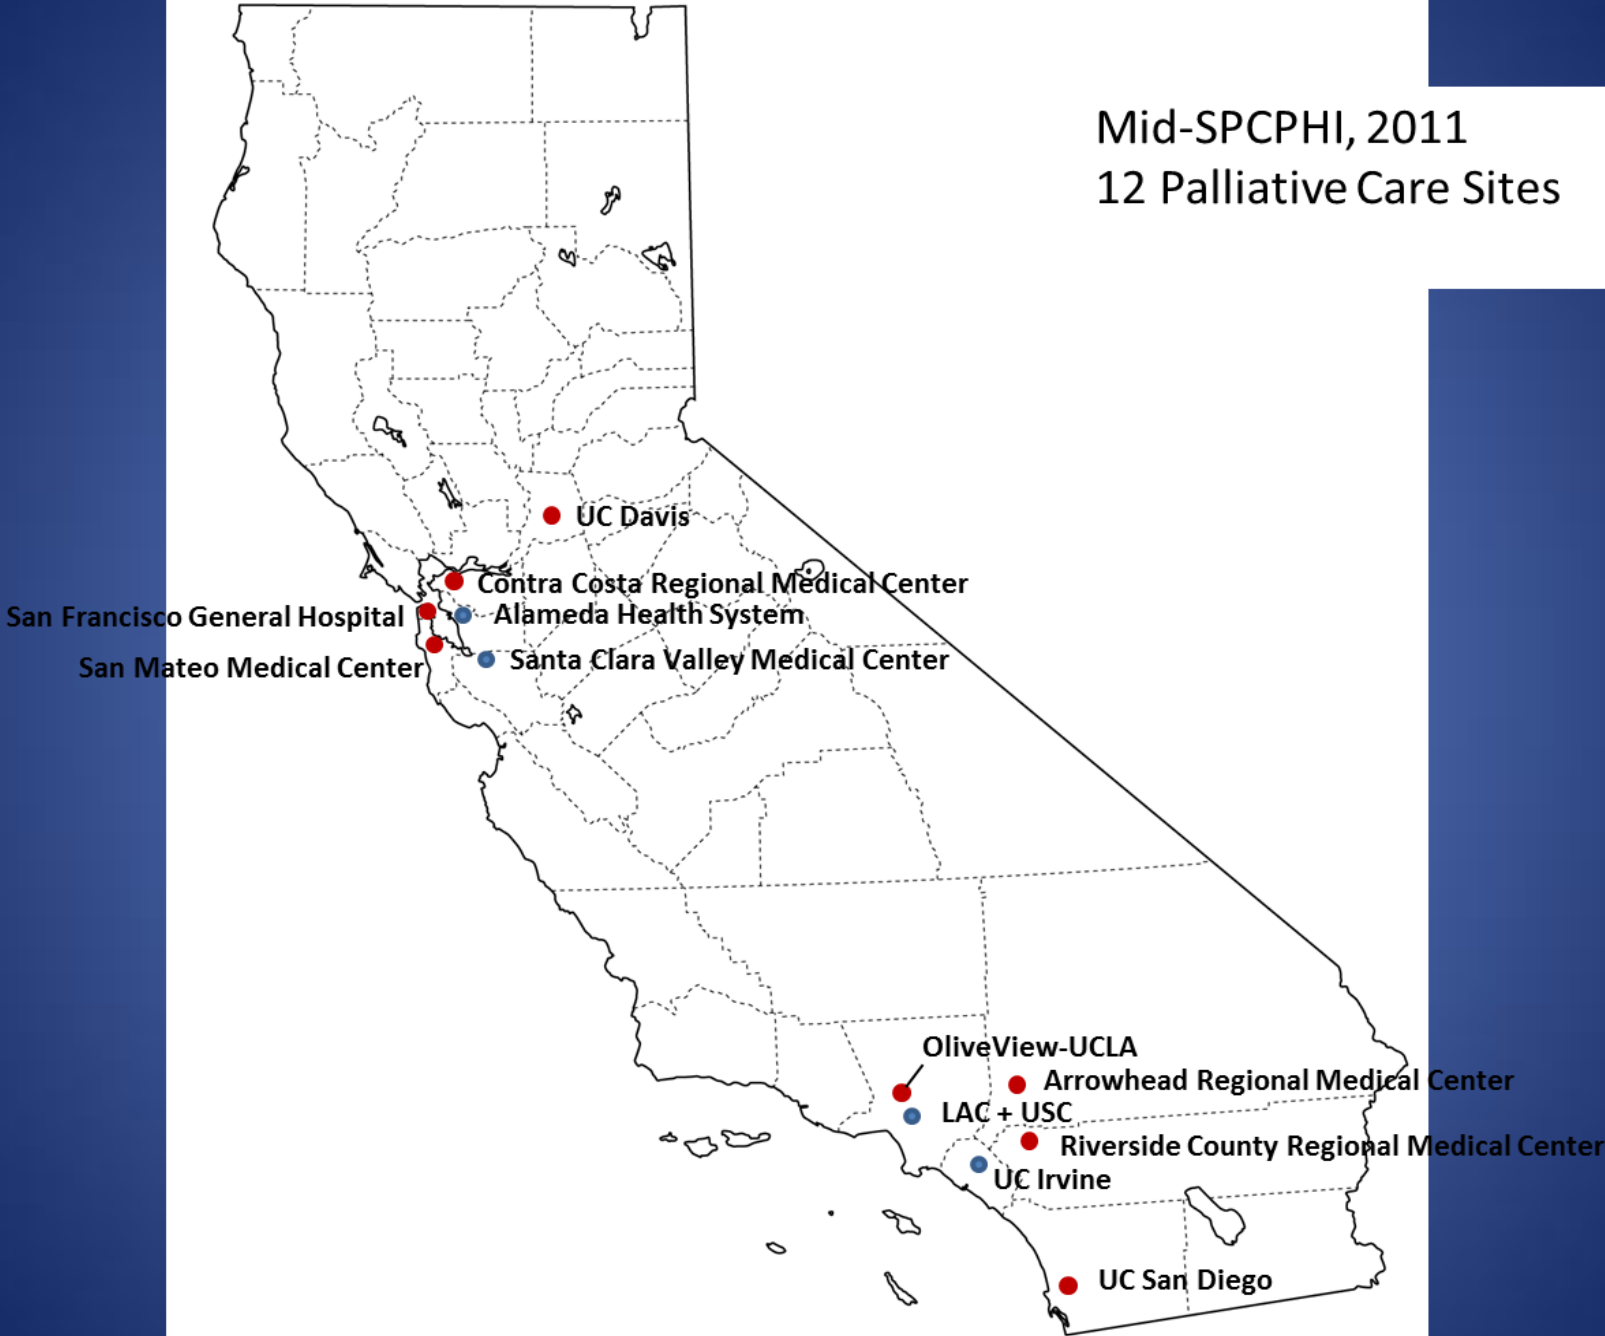 Mid-SPCPHI, 2011
12 Palliative Care Sites
UC Davis
Contra Costa Regional Medical Center
San Francisco General Hospital
Alameda Health System
San Mateo Medical Center
Santa Clara Valley Medical Center
OliveView-UCLA
Arrowhead Regional Medical Center
LAC + USC
Riverside County Regional Medical Center
UC Irvine
UC San Diego